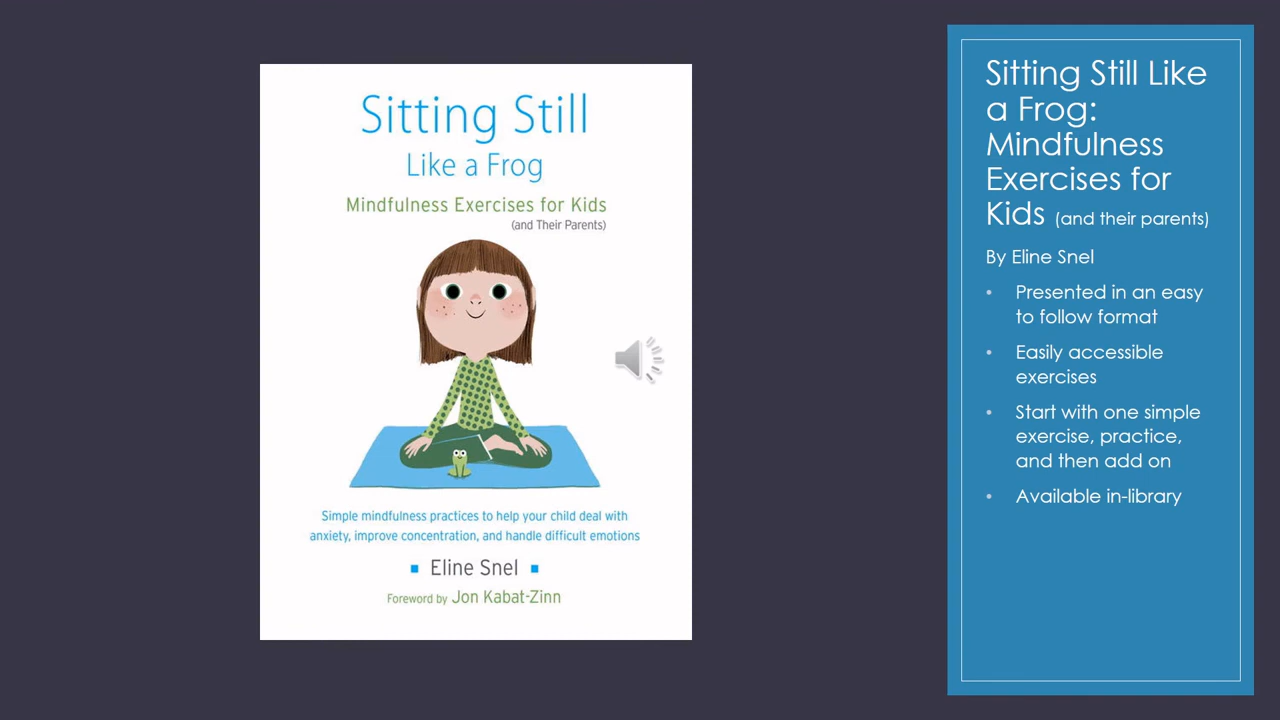 Sitting Still
Like a Frog
Mindfulness Exercises for Kids
(and Their Parents)
Simple mindfulness practices to help your child deal with
anxiety, improve concentration, and handle difficult emotions
▪ Eline Snel ▪
Foreword by Jon Kabat-Zinn
Sitting Still Like
a Frog:
Mindfulness
Exercises for
Kids (and their parents)
By Eline Snel
• Presented in an easy
to follow format
• Easily accessible
exercises
• Start with one simple
exercise, practice,
and then add on
• Available in-library